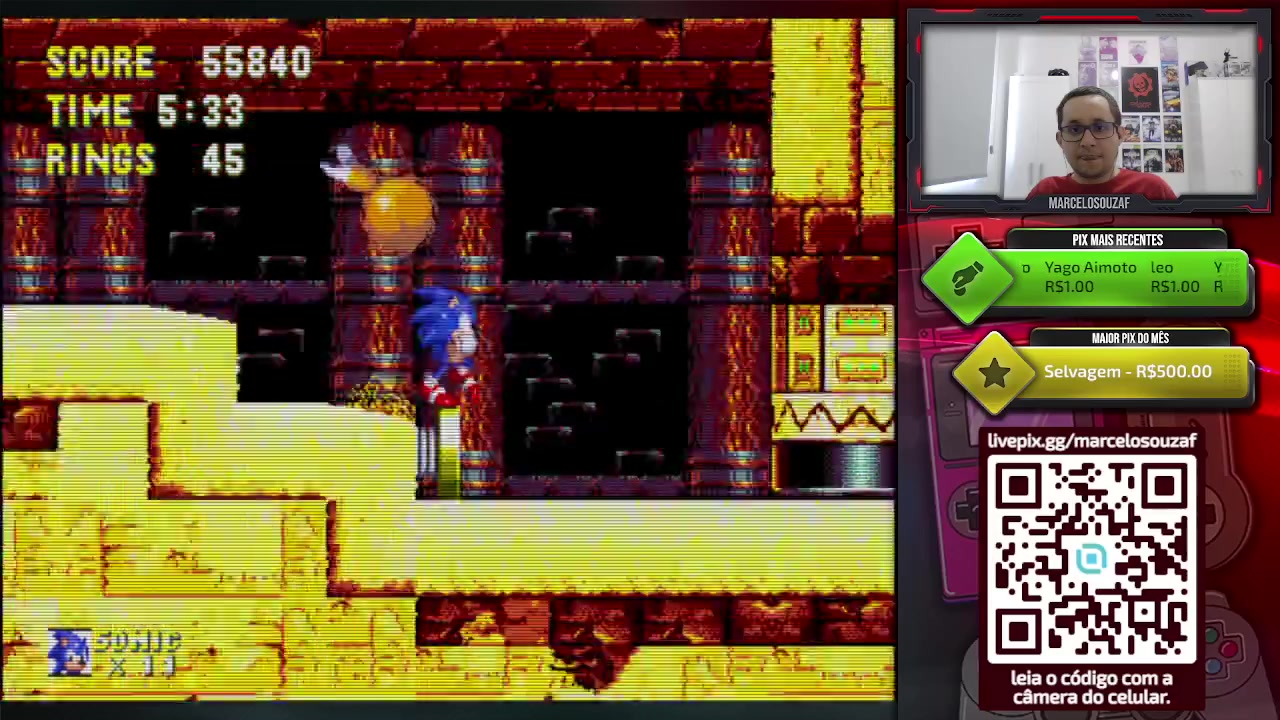 SCORE 55840
TIME 5:33
RINGS 45
SONIC
X 11
MARCELOSOUZAF
PIX MAIS RECENTES
o Yago Aimoto leo Y
R$1.00 R$1.00 R
MAIOR PIX DO MÊS
Selvagem - R$500.00
livepix.gg/marcelosouzaf
leia o código com a
câmera do celular.